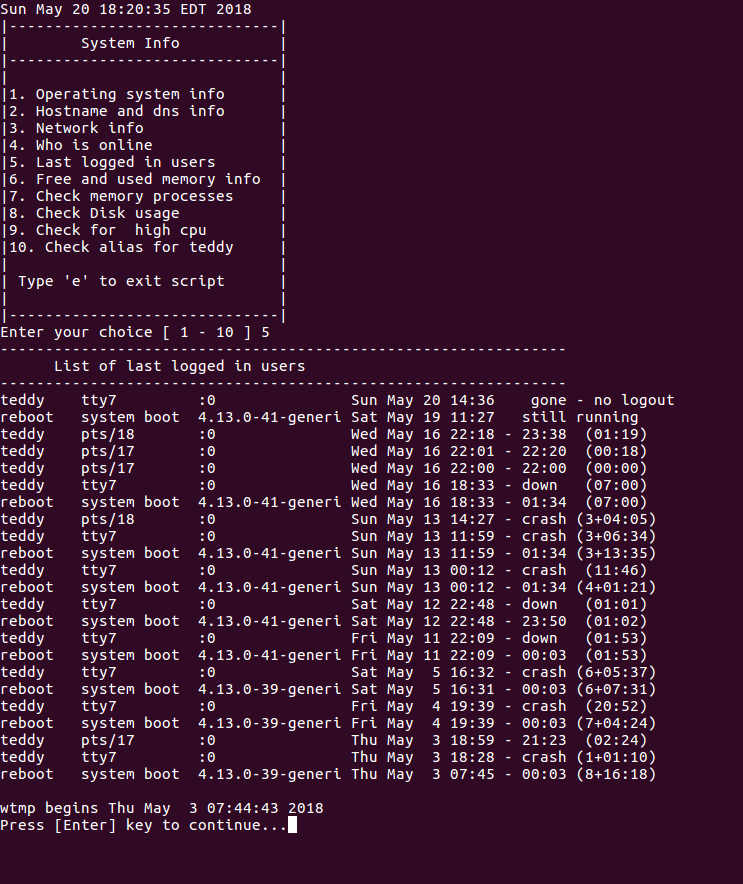 Sun May 20 18:20:35 EDT 2018
|------------------------------|
|        System Info           |
|------------------------------|
|                              |
|1. Operating system info      |
|2. Hostname and dns info      |
|3. Network info               |
|4. Who is online              |
|5. Last logged in users       |
|6. Free and used memory info  |
|7. Check memory processes     |
|8. Check Disk usage           |
|9. Check for  high cpu        |
|10. Check alias for teddy     |
|                              |
| Type 'e' to exit script      |
|                              |
|------------------------------|
Enter your choice [ 1 - 10 ] 5
---------------------------------------------------------------
      List of last logged in users
---------------------------------------------------------------
teddy    tty7         :0               Sun May 20 14:36    gone - no logout
reboot   system boot  4.13.0-41-generi Sat May 19 11:27   still running
teddy    pts/18       :0               Wed May 16 22:18 - 23:38  (01:19)
teddy    pts/17       :0               Wed May 16 22:01 - 22:20  (00:18)
teddy    pts/17       :0               Wed May 16 22:00 - 22:00  (00:00)
teddy    tty7         :0               Wed May 16 18:33 - down   (07:00)
reboot   system boot  4.13.0-41-generi Wed May 16 18:33 - 01:34  (07:00)
teddy    pts/18       :0               Sun May 13 14:27 - crash (3+04:05)
teddy    tty7         :0               Sun May 13 11:59 - crash (3+06:34)
reboot   system boot  4.13.0-41-generi Sun May 13 11:59 - 01:34 (3+13:35)
teddy    tty7         :0               Sun May 13 00:12 - crash  (11:46)
reboot   system boot  4.13.0-41-generi Sun May 13 00:12 - 01:34 (4+01:21)
teddy    tty7         :0               Sat May 12 22:48 - down   (01:01)
reboot   system boot  4.13.0-41-generi Sat May 12 22:48 - 23:50  (01:02)
teddy    tty7         :0               Fri May 11 22:09 - down   (01:53)
reboot   system boot  4.13.0-41-generi Fri May 11 22:09 - 00:03  (01:53)
teddy    tty7         :0               Sat May  5 16:32 - crash (6+05:37)
reboot   system boot  4.13.0-39-generi Sat May  5 16:31 - 00:03 (6+07:31)
teddy    tty7         :0               Fri May  4 19:39 - crash  (20:52)
reboot   system boot  4.13.0-39-generi Fri May  4 19:39 - 00:03 (7+04:24)
teddy    pts/17       :0               Thu May  3 18:59 - 21:23  (02:24)
teddy    tty7         :0               Thu May  3 18:28 - crash (1+01:10)
reboot   system boot  4.13.0-39-generi Thu May  3 07:45 - 00:03 (8+16:18)

wtmp begins Thu May  3 07:44:43 2018
Press [Enter] key to continue...